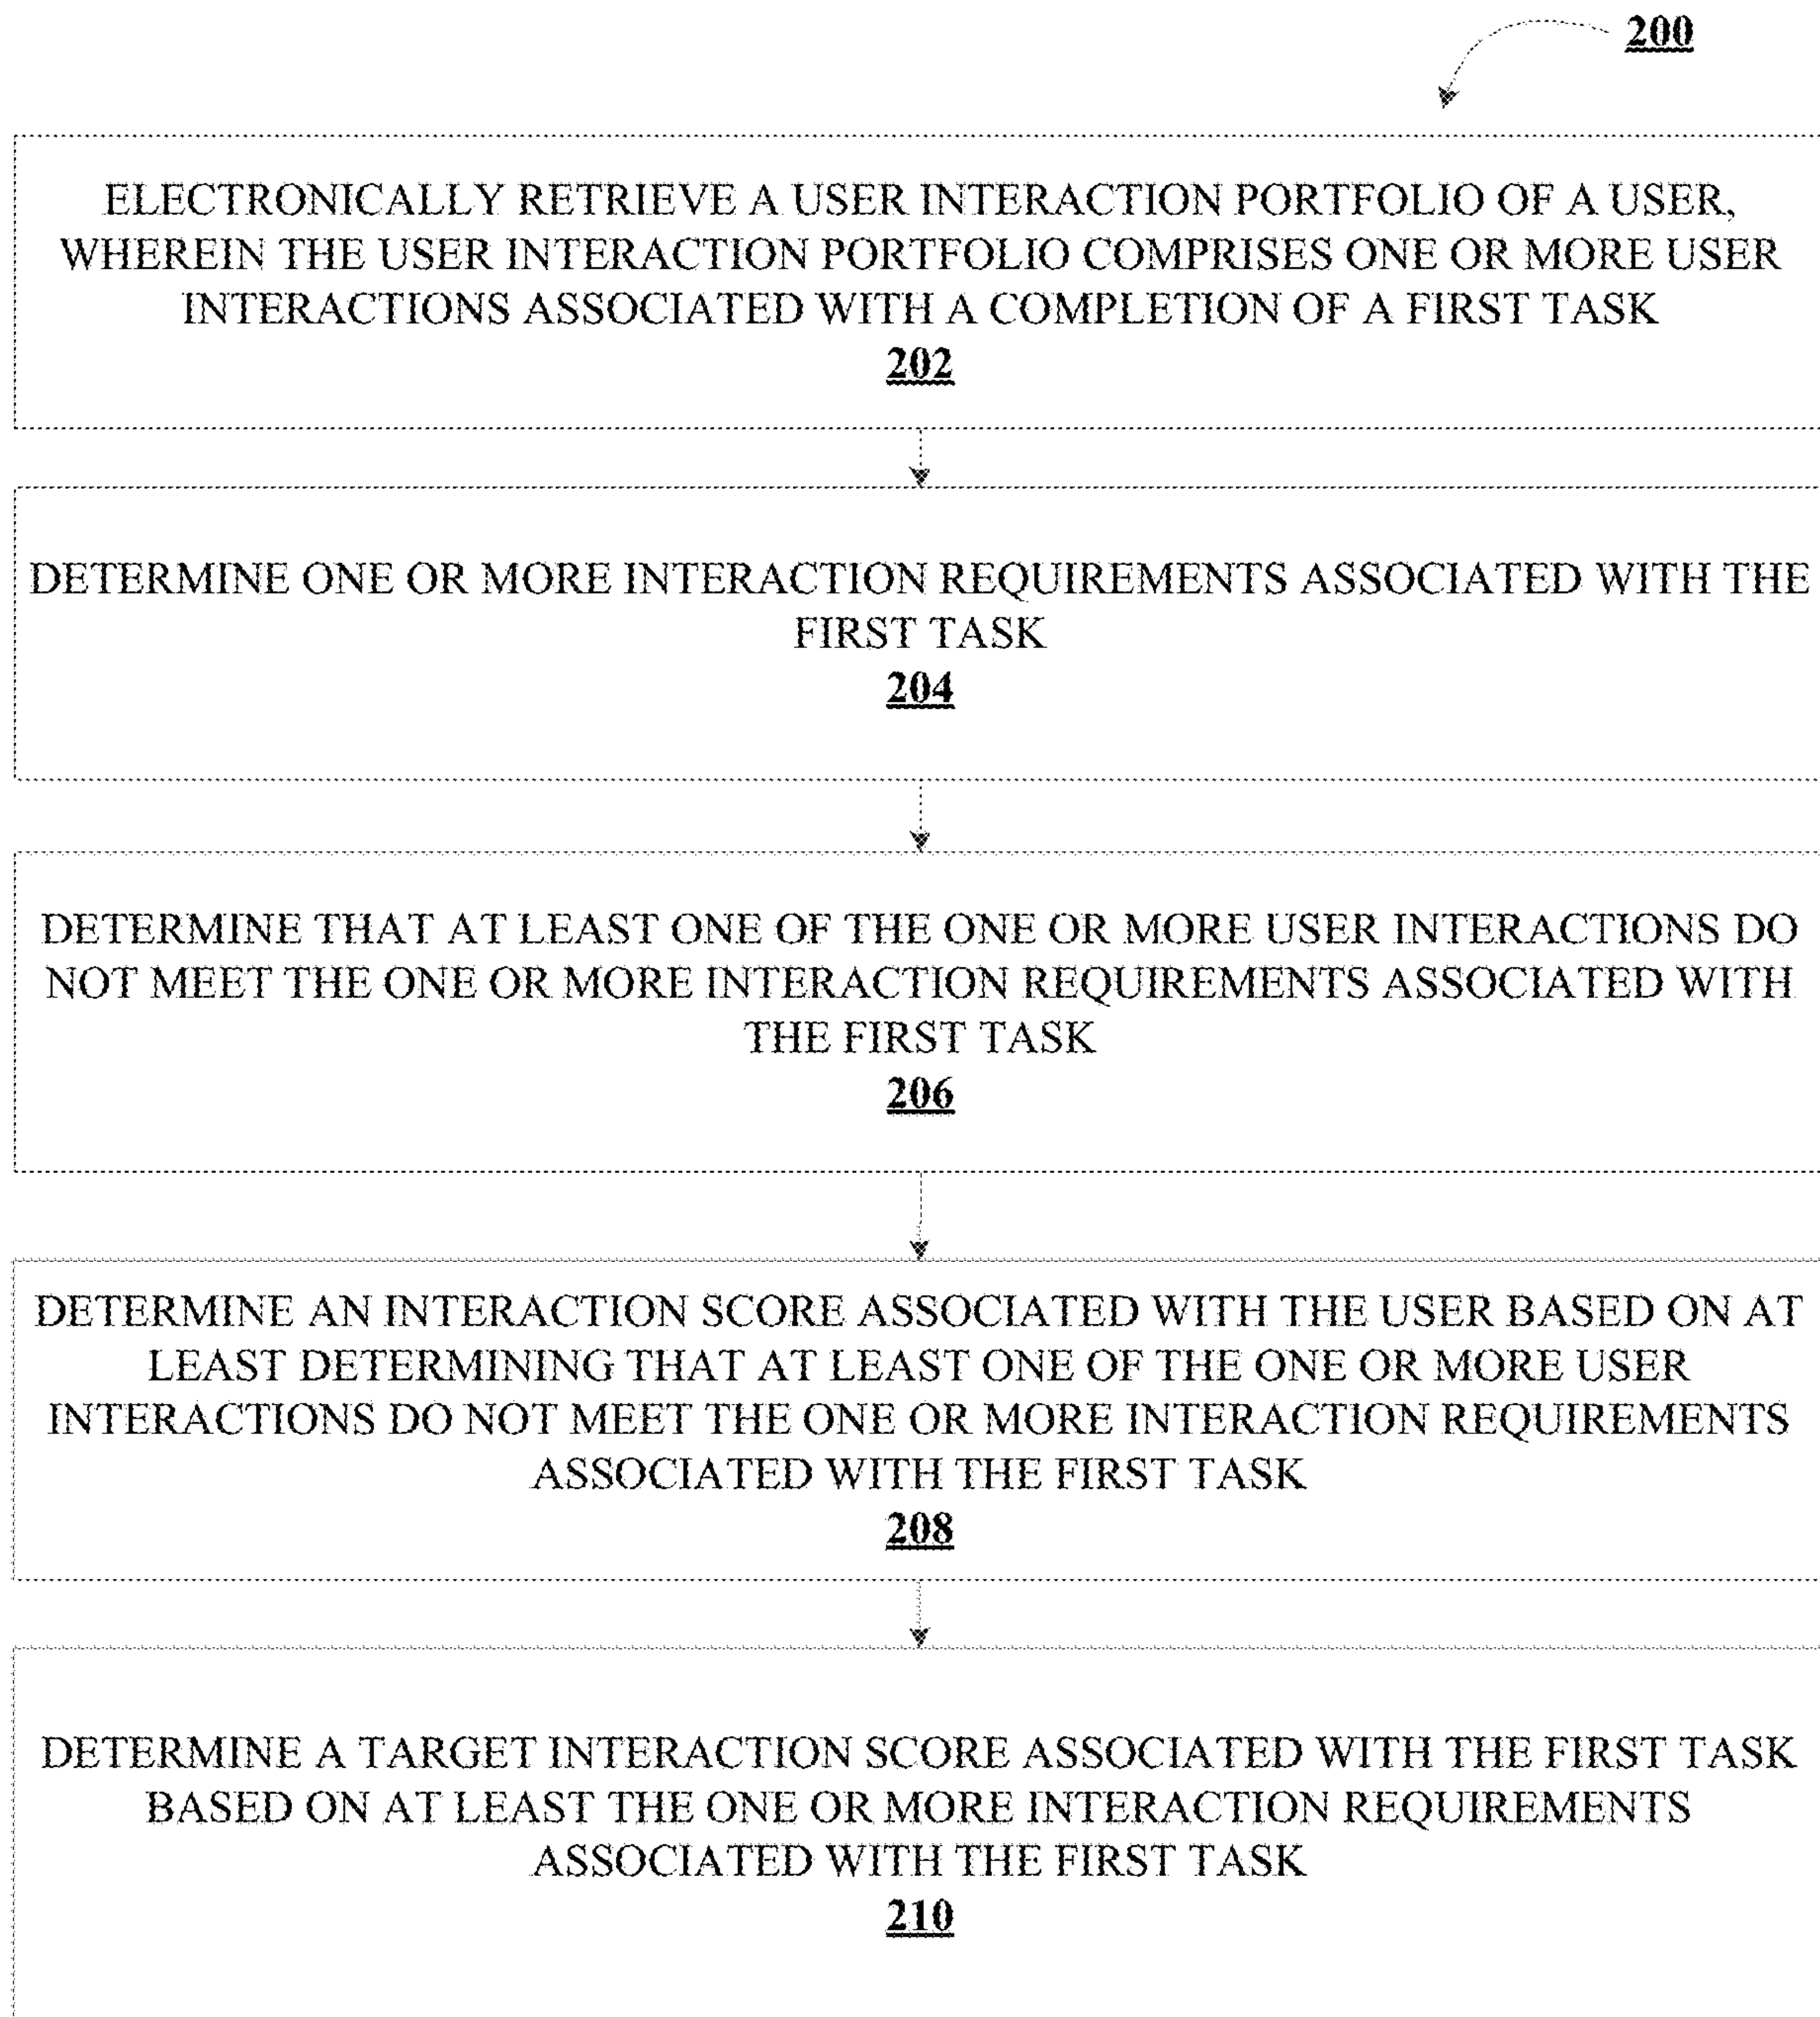 200
ELECTRONICALLY RETRIEVE A USER INTERACTION PORTFOLIO OF A USER,
WHEREIN THE USER INTERACTION PORTFOLIO COMPRISES ONE OR MORE USER
INTERACTIONS ASSOCIATED WITH A COMPLETION OF A FIRST TASK
202
DETERMINE ONE OR MORE INTERACTION REQUIREMENTS ASSOCIATED WITH THE
FIRST TASK
204
DETERMINE THAT AT LEAST ONE OF THE ONE OR MORE USER INTERACTIONS DO
NOT MEET THE ONE OR MORE INTERACTION REQUIREMENTS ASSOCIATED WITH
THE FIRST TASK
206
DETERMINE AN INTERACTION SCORE ASSOCIATED WITH THE USER BASED ON AT
LEAST DETERMINING THAT AT LEAST ONE OF THE ONE OR MORE USER
INTERACTIONS DO NOT MEET THE ONE OR MORE INTERACTION REQUIREMENTS
ASSOCIATED WITH THE FIRST TASK
208
DETERMINE A TARGET INTERACTION SCORE ASSOCIATED WITH THE FIRST TASK
BASED ON AT LEAST THE ONE OR MORE INTERACTION REQUIREMENTS
ASSOCIATED WITH THE FIRST TASK
210